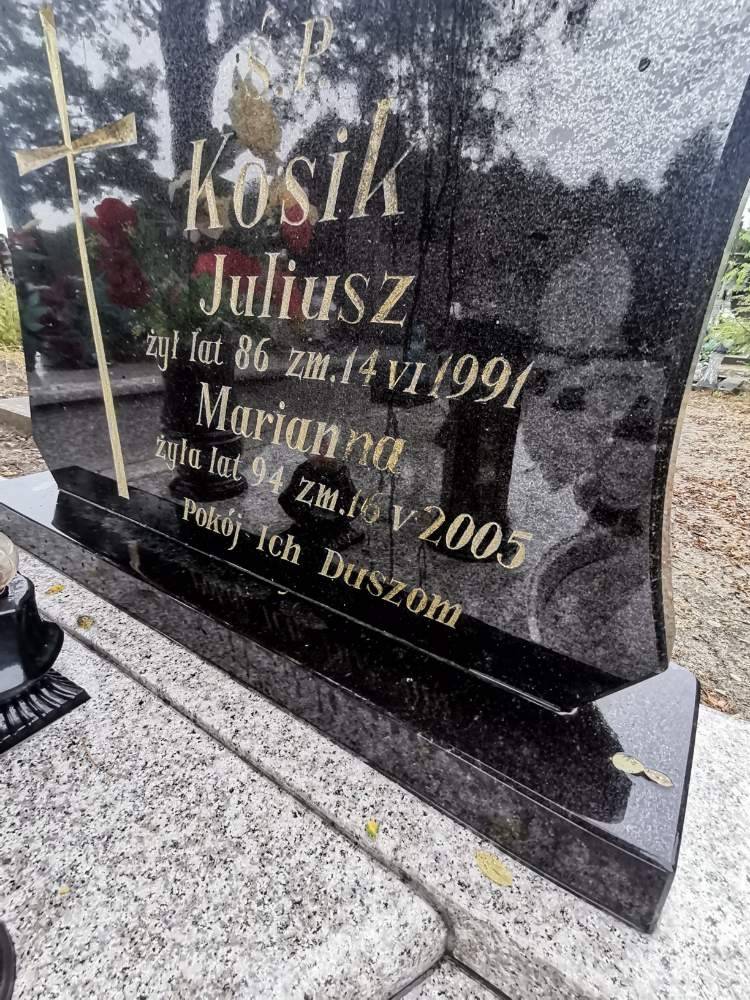 Ś.P
Kosik
Juliusz
żył lat 86 zm. 14 VI 1991
Marianna
żyła lat 94 zm. 16 V 2005
Pokój Ich Duszom